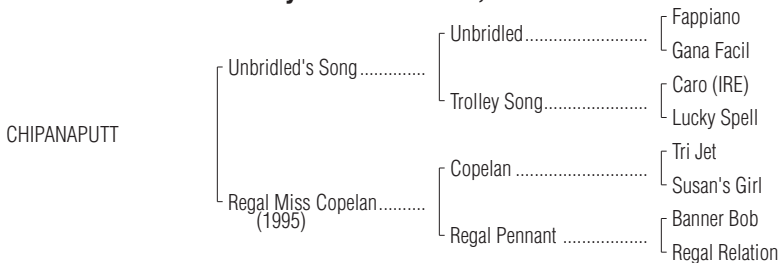 Fappiano
Unbridled..............................
Gana Facil
Unbridled's Song..............
Caro (IRE)
Trolley Song.........................
Lucky Spell
CHIPANAPUTT
Tri Jet
Copelan ................................
Susan's Girl
Regal Miss Copelan..........
(1995)
Banner Bob
Regal Pennant .....................
Regal Relation